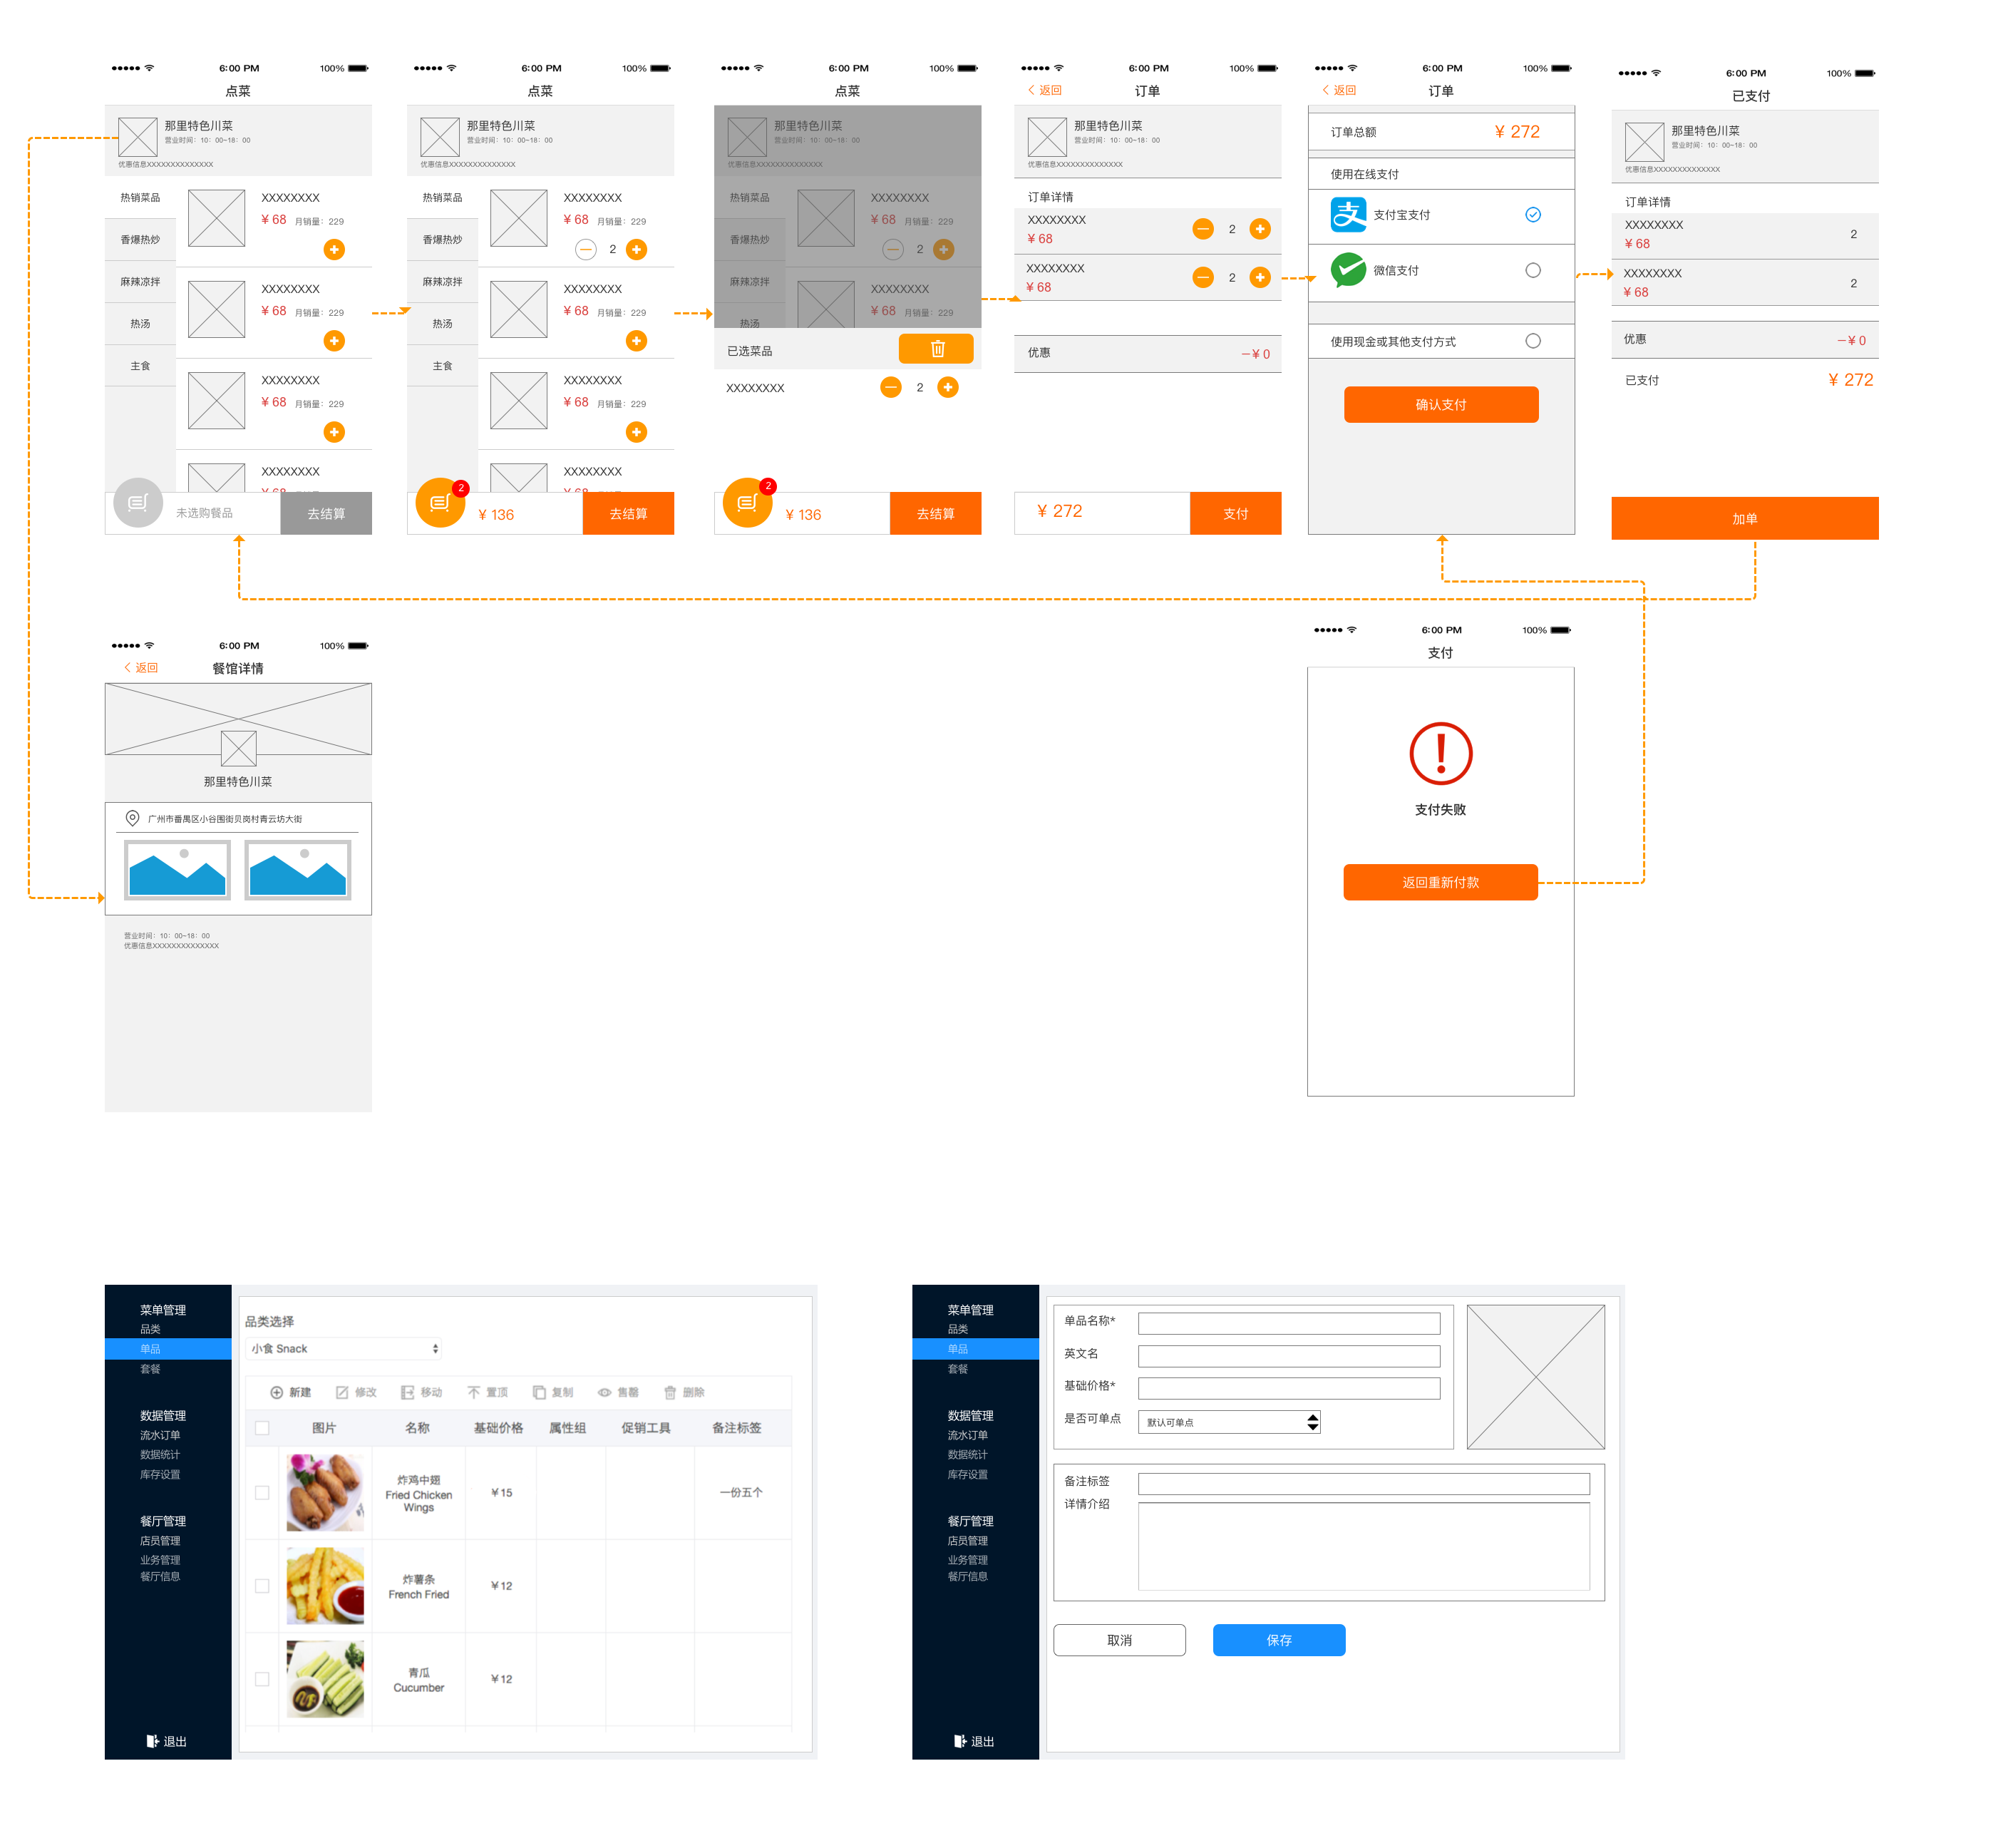 6:00 PM
100%
点菜
那里特色川菜
营业时间：10：00~18：00
优惠信息XXXXXXXXXXXXXX
热销菜品
香爆热炒
麻辣凉拌
热汤
主食
XXXXXXXX
¥ 68 月销量：229
XXXXXXXX
¥ 68 月销量：229
XXXXXXXX
¥ 68 月销量：229
XXXXXXXX
¥ 68
未选购餐品
去结算
6:00 PM
100%
点菜
那里特色川菜
营业时间：10：00~18：00
优惠信息XXXXXXXXXXXXXX
热销菜品
香爆热炒
麻辣凉拌
热汤
主食
XXXXXXXX
¥ 68 月销量：229
2
XXXXXXXX
¥ 68 月销量：229
XXXXXXXX
¥ 68 月销量：229
XXXXXXXX
¥ 68
2
¥ 136
去结算
6:00 PM
100%
点菜
那里特色川菜
营业时间：10：00~18：00
优惠信息XXXXXXXXXXXXXX
热销菜品
香爆热炒
麻辣凉拌
热汤
XXXXXXXX
¥ 68 月销量：229
2
XXXXXXXX
¥ 68 月销量：229
已选菜品
XXXXXXXX
2
2
¥ 136
去结算
6:00 PM
100%
返回
订单
那里特色川菜
营业时间：10：00~18：00
优惠信息XXXXXXXXXXXXXX
订单详情
XXXXXXXX
¥ 68
2
XXXXXXXX
¥ 68
2
优惠
—¥ 0
¥ 272
支付
6:00 PM
100%
返回
订单
订单总额
¥ 272
使用在线支付
支
支付宝支付
微信支付
使用现金或其他支付方式
确认支付
6:00 PM
100%
已支付
那里特色川菜
营业时间：10：00~18：00
优惠信息XXXXXXXXXXXXXX
订单详情
XXXXXXXX
¥ 68
2
XXXXXXXX
¥ 68
2
优惠
—¥ 0
已支付
¥ 272
加单
6:00 PM
100%
返回
餐馆详情
那里特色川菜
广州市番禺区小谷围街贝岗村青云坊大街
营业时间：10：00~18：00
优惠信息XXXXXXXXXXXXXX
6:00 PM
100%
支付
支付失败
返回重新付款
菜单管理
品类
单品
套餐
数据管理
流水订单
数据统计
库存设置
餐厅管理
店员管理
业务管理
餐厅信息
退出
品类选择
小食 Snack
新建 修改 移动 置顶 复制 售罄 删除
图片 名称 基础价格 属性组 促销工具 备注标签
炸鸡中翅
Fried Chicken
Wings
¥15
一份五个
炸薯条
French Fried
¥12
青瓜
Cucumber
¥12
菜单管理
品类
单品
套餐
数据管理
流水订单
数据统计
库存设置
餐厅管理
店员管理
业务管理
餐厅信息
退出
单品名称*
英文名
基础价格*
是否可单点
默认可单点
备注标签
详情介绍
取消
保存